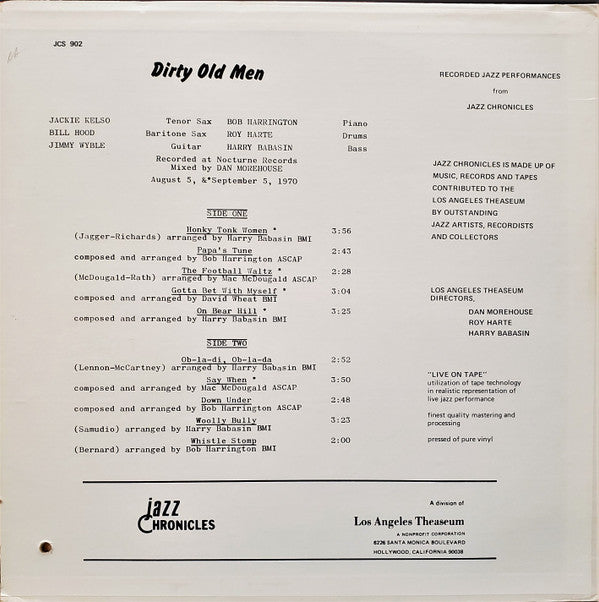 JCS 902
Dirty Old Men
JACKIE KELSO Tenor Sax BOB HARRINGTON Piano
BILL HOOD Baritone Sax ROY HARTE Drums
JIMMY WYBLE Guitar HARRY BABASIN Bass
Recorded at Nocturne Records
Mixed by DAN MOREHOUSE
August 5, &*September 5, 1970
SIDE ONE
Honky Tonk Women * 3:56
(Jagger-Richards) arranged by Harry Babasin BMI
Papa's Tune 2:43
composed and arranged by Bob Harrington ASCAP
The Football Waltz * 2:28
(McDougald-Rath) arranged by Mac McDougald ASCAP
Gotta Bet With Myself * 3:04
composed and arranged by David Wheat BMI
On Bear Hill * 3:25
composed and arranged by Harry Babasin BMI
SIDE TWO
Ob-la-di, Ob-la-da 2:52
(Lennon-McCartney) arranged by Harry Babasin BMI
Say When * 3:50
composed and arranged by Mac McDougald ASCAP
Down Under 2:48
composed and arranged by Bob Harrington ASCAP
Woolly Bully 3:23
(Samudio) arranged by Harry Babasin BMI
Whistle Stomp 2:00
(Bernard) arranged by Bob Harrington BMI
RECORDED JAZZ PERFORMANCES
from
JAZZ CHRONICLES
JAZZ CHRONICLES IS MADE UP OF
MUSIC, RECORDS AND TAPES
CONTRIBUTED TO THE
LOS ANGELES THEASEUM
BY OUTSTANDING
JAZZ ARTISTS, RECORDISTS
AND COLLECTORS
LOS ANGELES THEASEUM
DIRECTORS,
DAN MOREHOUSE
ROY HARTE
HARRY BABASIN
"LIVE ON TAPE"
utilization of tape technology
in realistic representation of
live jazz performance
finest quality mastering and
processing
pressed of pure vinyl
jazz
CHRONICLES
A division of
Los Angeles Theaseum
A NONPROFIT CORPORATION
6226 SANTA MONICA BOULEVARD
HOLLYWOOD, CALIFORNIA 90038